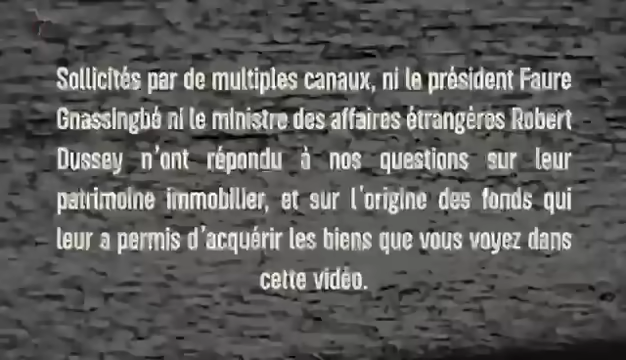 Sollicités par de multiples canaux, ni le président Faure
Gnassingbé ni le ministre des affaires étrangères Robert
Dussey n'ont répondu à nos questions sur leur
patrimoine immobilier, et sur l'origine des fonds qui
leur a permis d'acquérir les biens que vous voyez dans
cette vidéo.